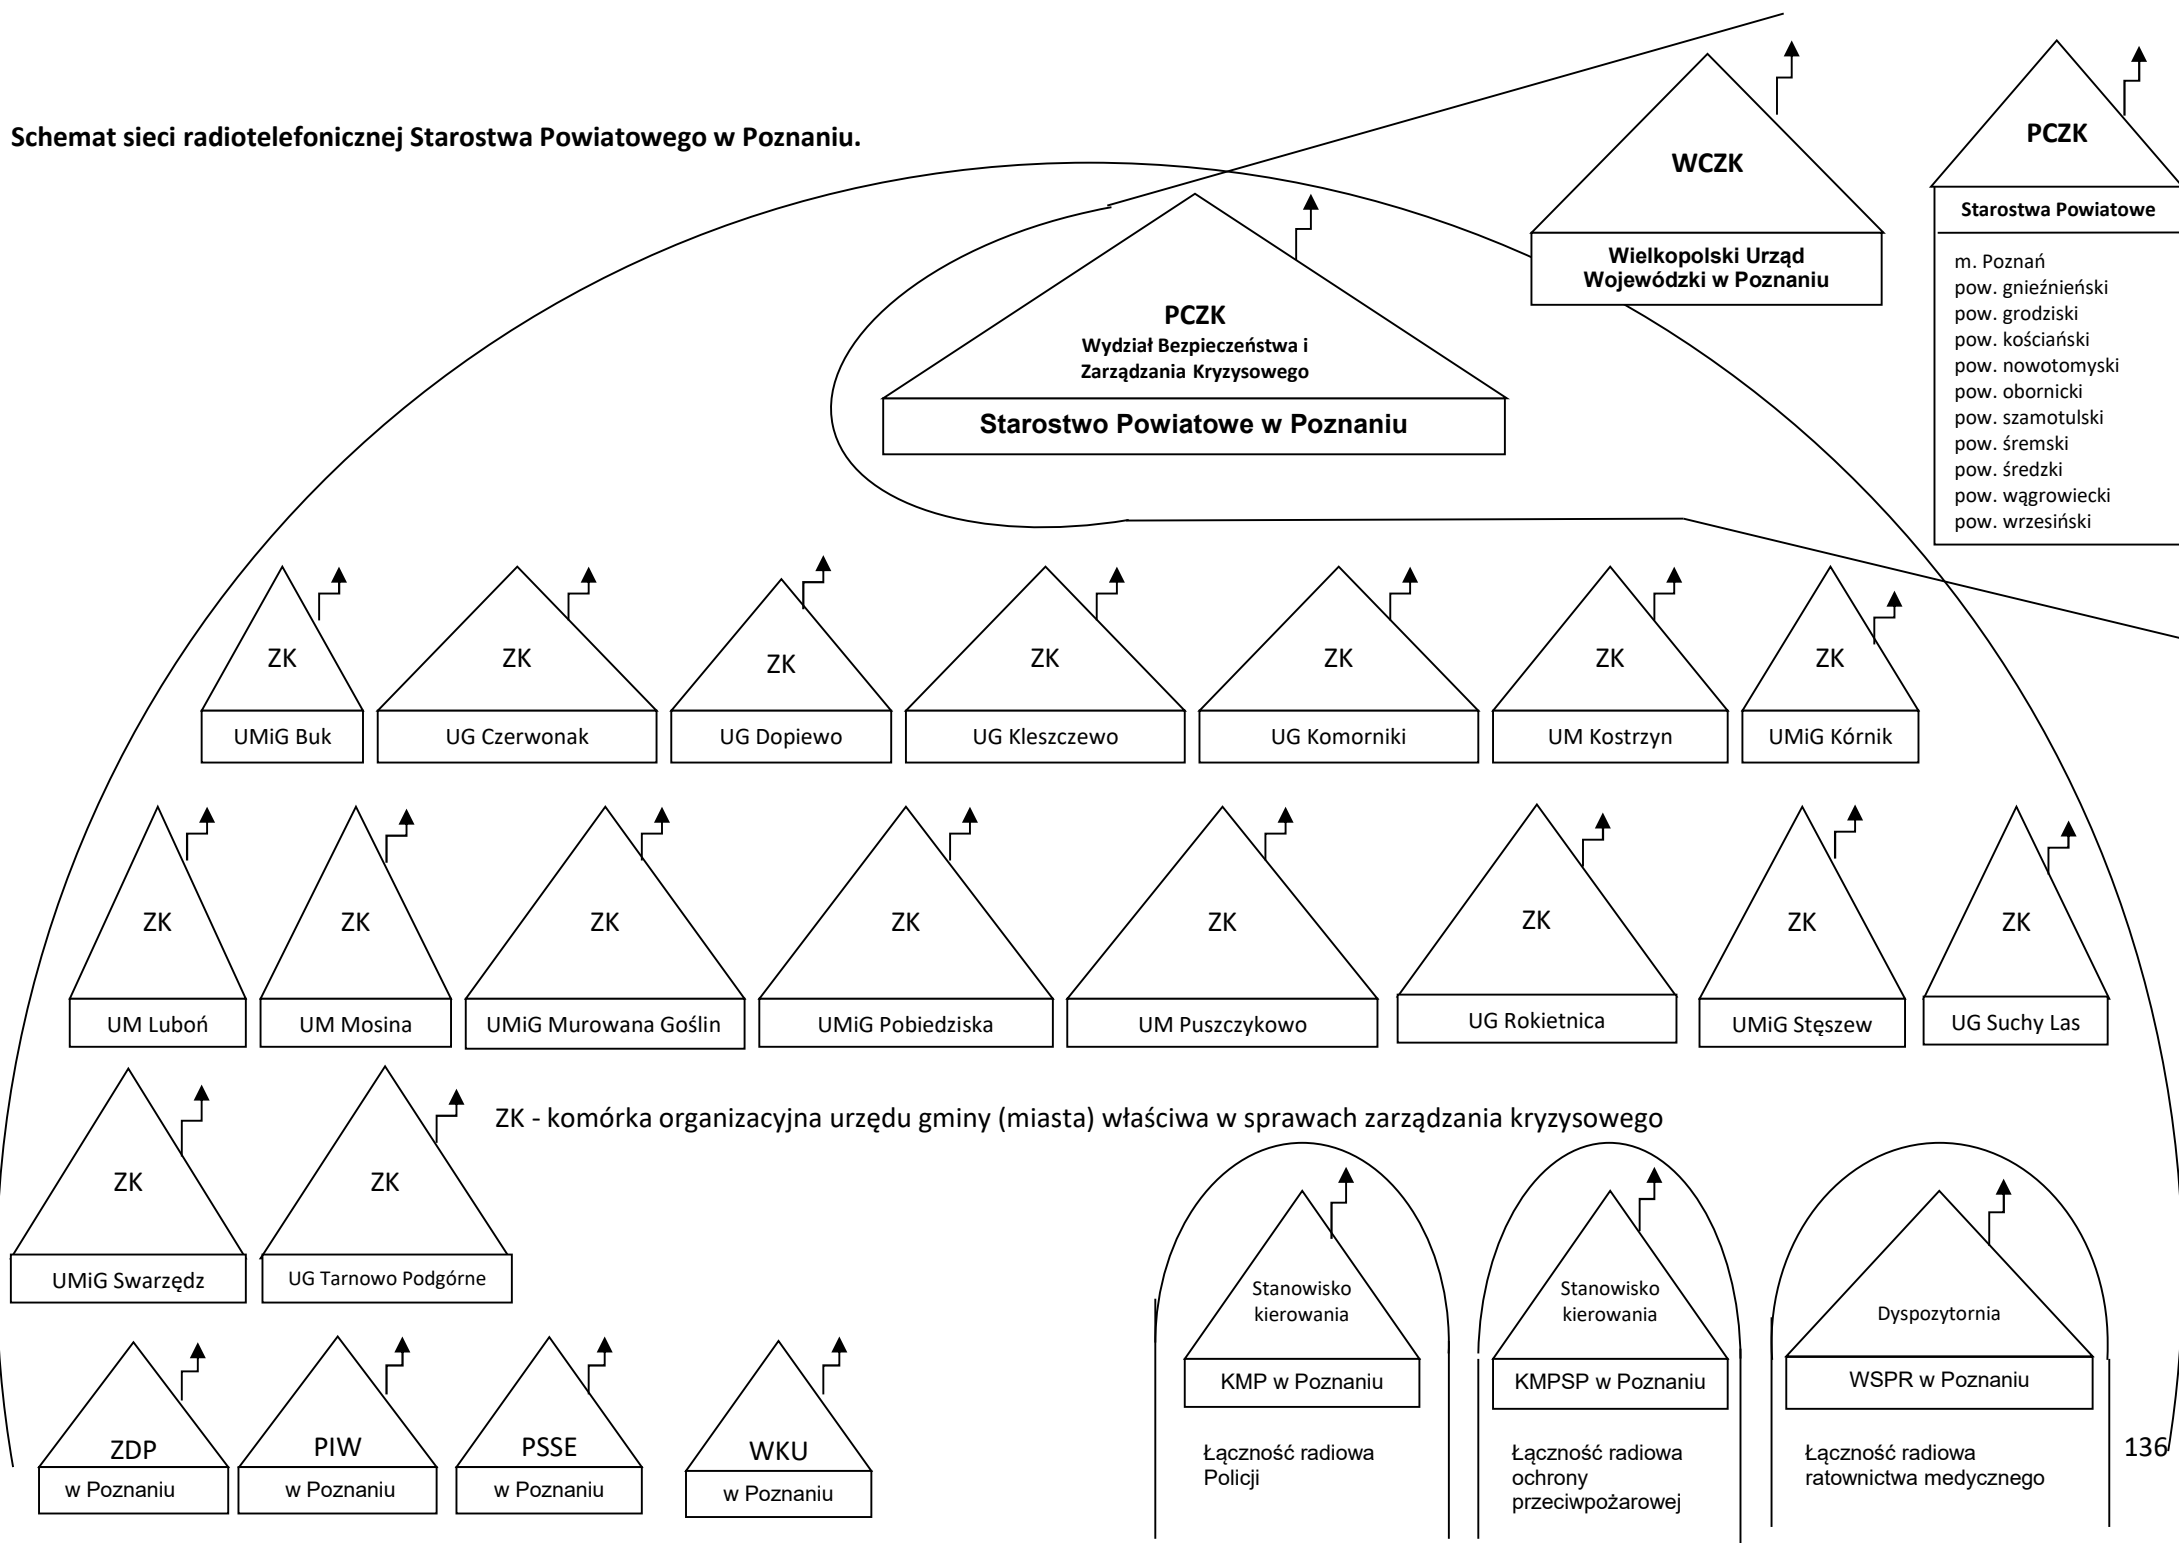 Schemat sieci radiotelefonicznej Starostwa Powiatowego w Poznaniu.
WCZK
Wielkopolski Urząd
Wojewódzki w Poznaniu
PCZK
Starostwa Powiatowe
m. Poznań
pow. gnieźnieński
pow. grodziski
pow. kościański
pow. nowotomyski
pow. obornicki
pow. szamotulski
pow. śremski
pow. średzki
pow. wągrowiecki
pow. wrzesiński
PCZK
Wydział Bezpieczeństwa i
Zarządzania Kryzysowego
Starostwo Powiatowe w Poznaniu
ZK
UMiG Buk
ZK
UG Czerwonak
ZK
UG Dopiewo
ZK
UG Kleszczewo
ZK
UG Komorniki
ZK
UM Kostrzyn
ZK
UMiG Kórnik
ZK
UM Luboń
ZK
UM Mosina
ZK
UMiG Murowana Goślin
ZK
UMiG Pobiedziska
ZK
UM Puszczykowo
ZK
UG Rokietnica
ZK
UMiG Stęszew
ZK
UG Suchy Las
ZK
UMiG Swarzędz
ZK
UG Tarnowo Podgórne
ZK - komórka organizacyjna urzędu gminy (miasta) właściwa w sprawach zarządzania kryzysowego
ZDP
w Poznaniu
PIW
w Poznaniu
PSSE
w Poznaniu
WKU
w Poznaniu
Stanowisko
kierowania
KMP w Poznaniu
Łączność radiowa
Policji
Stanowisko
kierowania
KMPSP w Poznaniu
Łączność radiowa
ochrony
przeciwpożarowej
Dyspozytornia
WSPR w Poznaniu
Łączność radiowa
ratownictwa medycznego
136